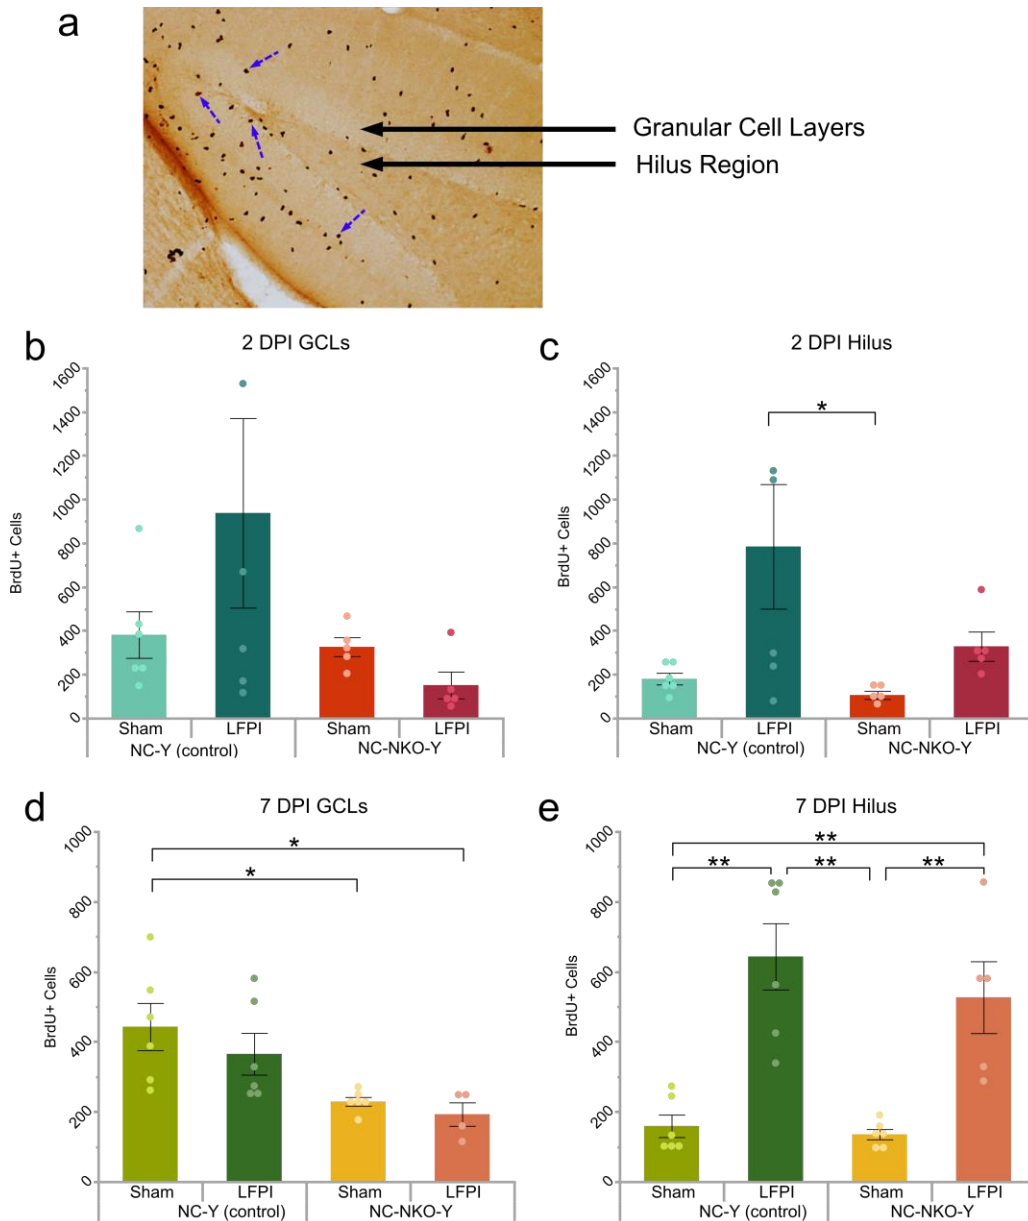 a
Granular Cell Layers
Hilus Region
b
2 DPI GCLs
1600
1400
1200
1000
800
600
400
200
0
BrdU+ Cells
Sham
LFPI
Sham
LFPI
NC-Y (control)
NC-NKO-Y
c
2 DPI Hilus
1600
1400
1200
1000
800
600
400
200
0
BrdU+ Cells
*
Sham
LFPI
Sham
LFPI
NC-Y (control)
NC-NKO-Y
d
7 DPI GCLs
1000
800
600
400
200
0
BrdU+ Cells
*
*
Sham
LFPI
Sham
LFPI
NC-Y (control)
NC-NKO-Y
e
7 DPI Hilus
1000
800
600
400
200
0
BrdU+ Cells
**
** ** **
Sham
LFPI
Sham
LFPI
NC-Y (control)
NC-NKO-Y